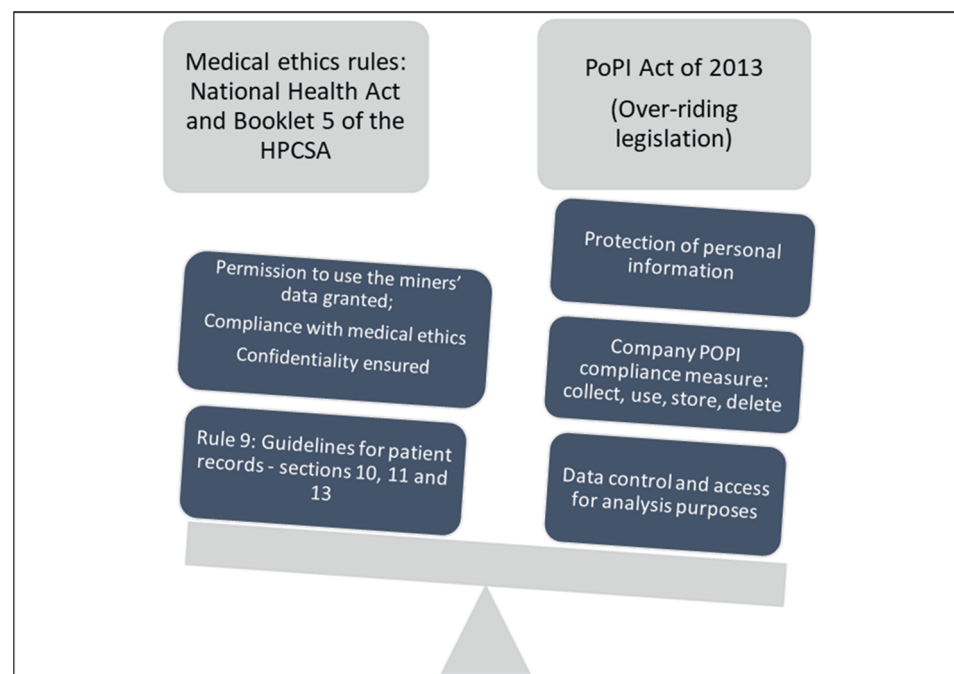 Medical ethics rules:
National Health Act
and Booklet 5 of the
HPCSA
PoPI Act of 2013
(Over-riding
legislation)
Permission to use the miners’
data granted;
Compliance with medical ethics
Confidentiality ensured
Rule 9: Guidelines for patient
records - sections 10, 11 and
13
Protection of personal
information
Company POPI
compliance measure:
collect, use, store, delete
Data control and access
for analysis purposes